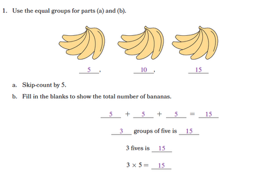 1. Use the equal groups for parts (a) and (b).
5, 10, 15
a. Skip-count by 5.
b. Fill in the blanks to show the total number of bananas.
5 + 5 + 5 = 15
3 groups of five is 15
3 fives is 15
3 × 5 = 15